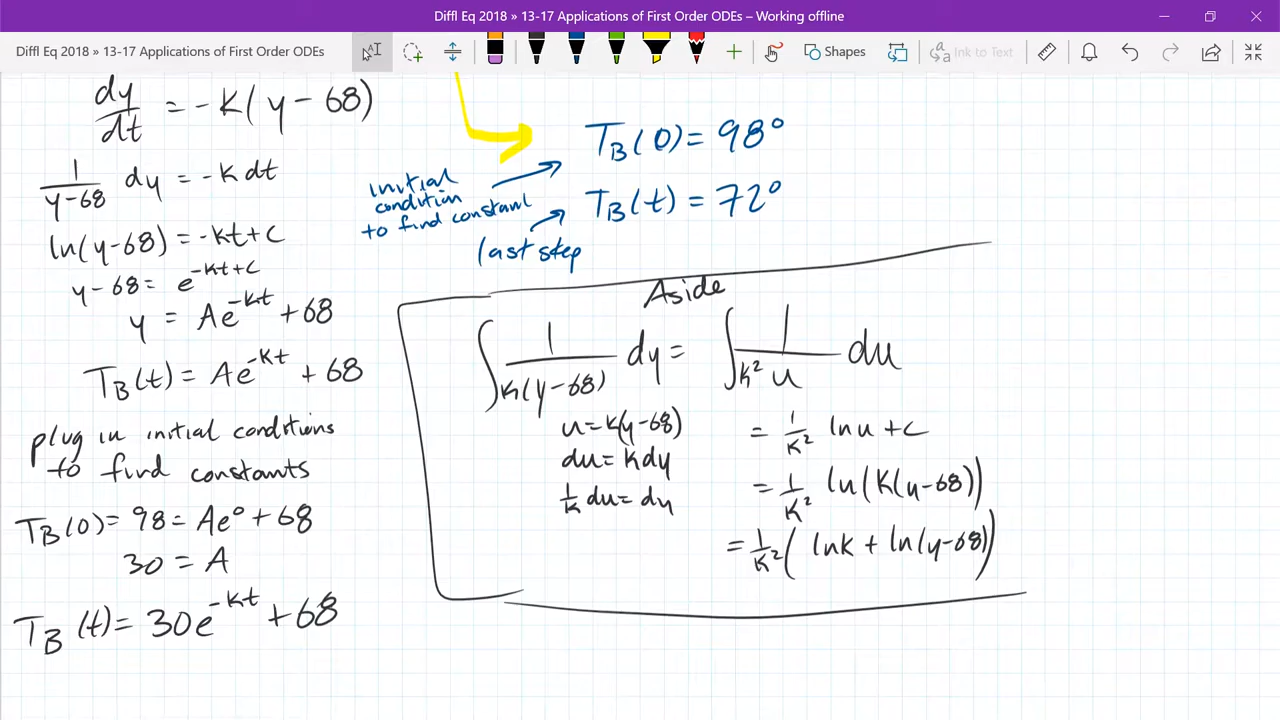 Diffl Eq 2018 » 13-17 Applications of First Order ODEs – Working offline
Diffl Eq 2018 » 13-17 Applications of First Order ODEs
Shapes
Ink to Text
dy/dt = -K(y-68)
1/(y-68) dy = -K dt
ln(y-68) = -kt+c
y-68 = e^(-kt+c)
y = Ae^(-kt) + 68
T_B(t) = Ae^(-kt) + 68
plug in initial conditions
to find constants
T_B(0) = 98 = Ae^0 + 68
30 = A
T_B(t) = 30e^(-kt) + 68
T_B(0) = 98°
initial
condition
to find constant
T_B(t) = 72°
last step
Aside
∫ 1/(k(y-68)) dy = ∫ 1/(k² u) du
u = k(y-68)
du = k dy
1/k du = dy
= 1/k² ln u + c
= 1/k² ln(k(y-68))
= 1/k² (ln k + ln(y-68))